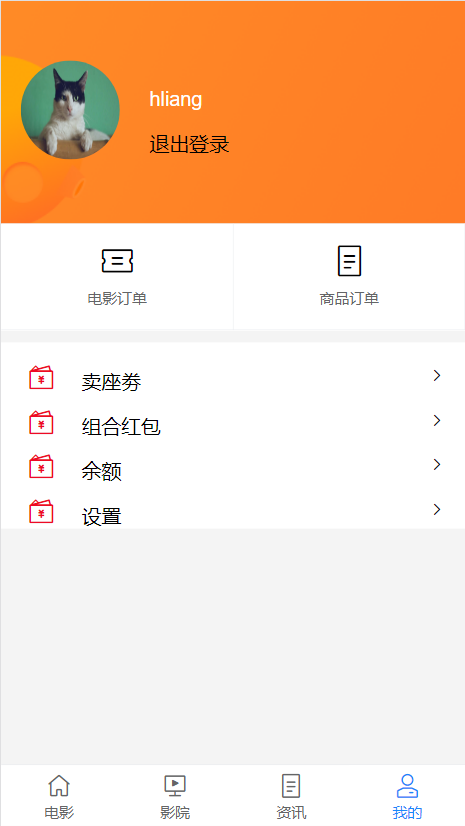 hliang
退出登录
电影订单
商品订单
卖座劵
组合红包
余额
设置
电影
影院
资讯
我的